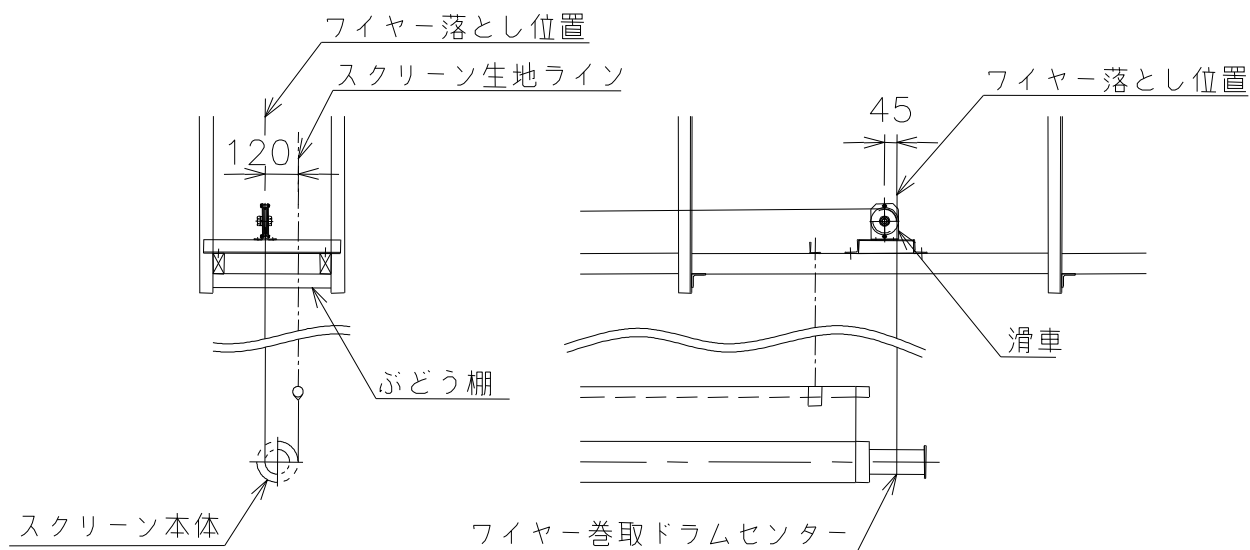 ワイヤー落とし位置
スクリーン生地ライン
120
ぶどう棚
スクリーン本体
ワイヤー落とし位置
45
滑車
ワイヤー巻取ドラムセンター